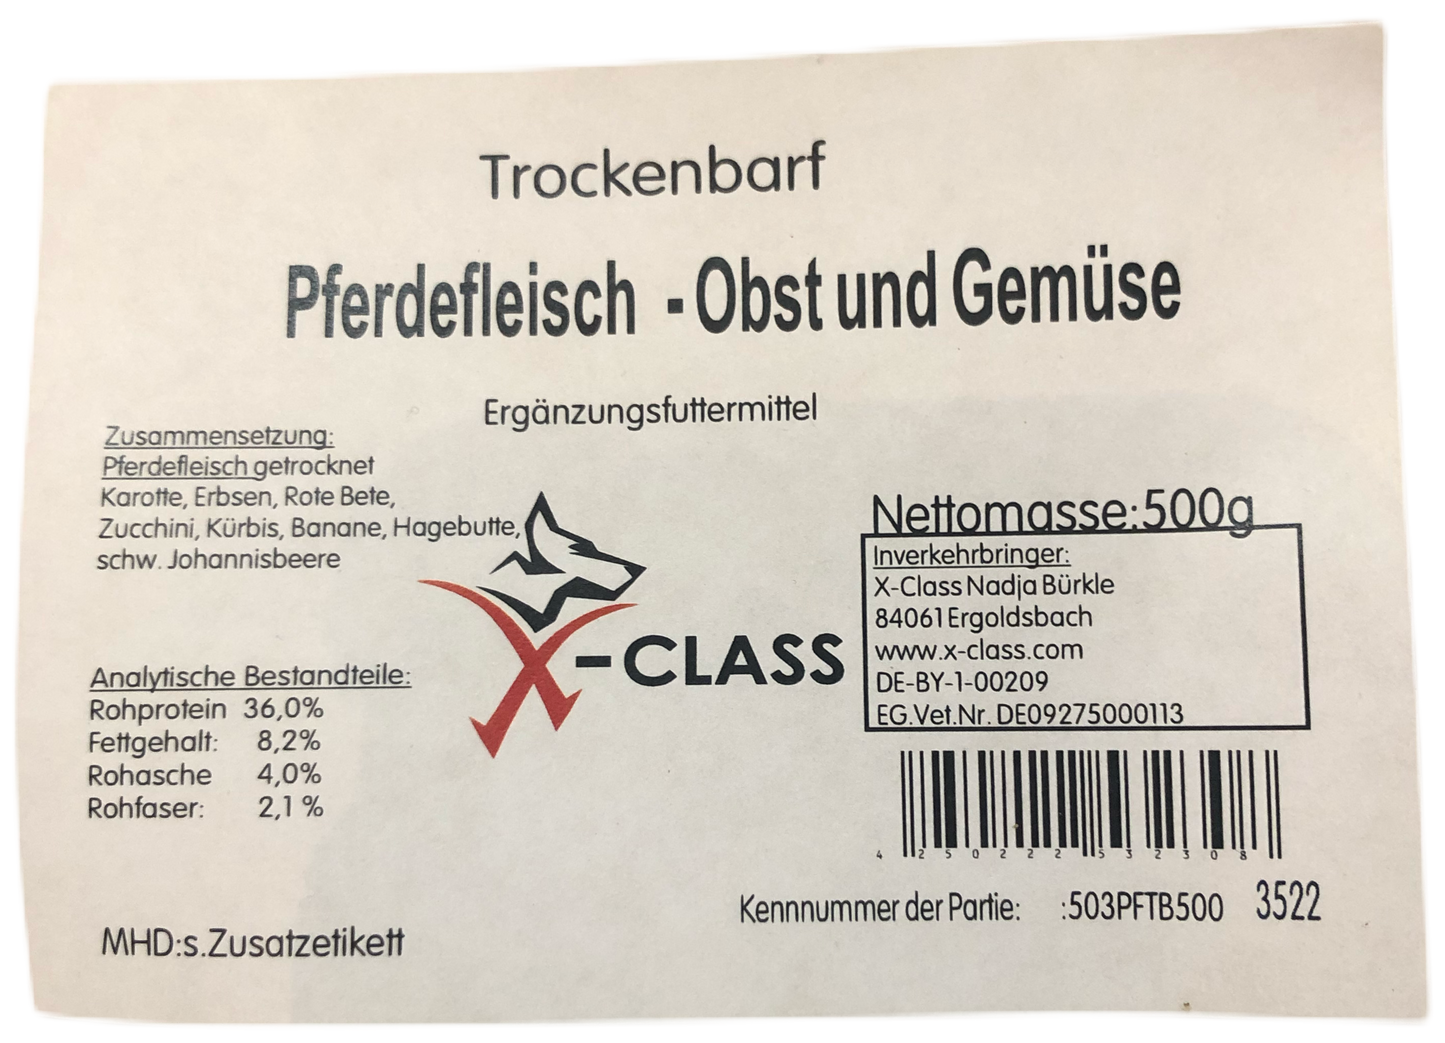 Trockenbarf
Pferdefleisch - Obst und Gemüse
Ergänzungsfuttermittel
Zusammensetzung:
Pferdefleisch getrocknet
Karotte, Erbsen, Rote Bete,
Zucchini, Kürbis, Banane, Hagebutte,
schw. Johannisbeere
Analytische Bestandteile:
Rohprotein 36,0%
Fettgehalt: 8,2%
Rohasche 4,0%
Rohfaser: 2,1 %
MHD:s.Zusatzetikett
X-CLASS
Nettomasse:500g
Inverkehrbringer:
X-Class Nadja Bürkle
84061 Ergoldsbach
www.x-class.com
DE-BY-1-00209
EG.Vet.Nr. DE09275000113
4 250222 532308
Kennnummer der Partie: :503PFTB500 3522